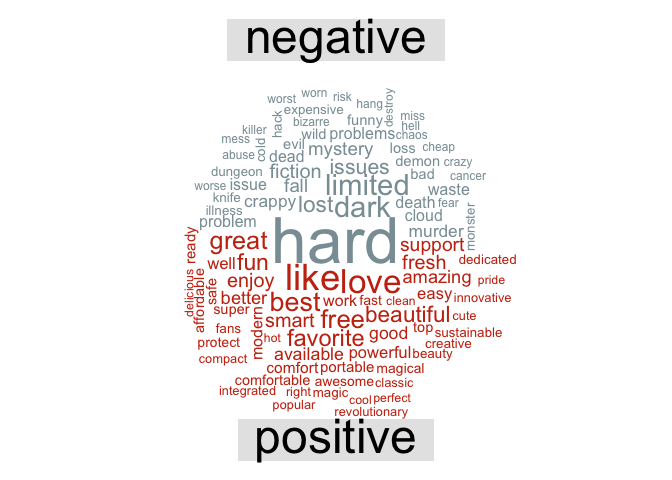 negative
worst worn risk hang destroy
expensive miss
killer hack bizarre funny hell
mess cold wild problems chaos
abuse evil mystery loss cheap
dungeon dead fiction issues demon crazy
worse issue fall limited bad cancer
knife crappy lost dark death waste fear
illness cloud monster
problem hard murder
ready great support
well fun fresh dedicated
delicious affordable safe enjoy like love amazing pride
better best work fast clean easy innovative
super free beautiful cute
fans modern smart top sustainable
protect hot favorite good creative
compact available powerful beauty
comfort portable magical
comfortable awesome classic
integrated right magic perfect
popular cool
revolutionary
positive